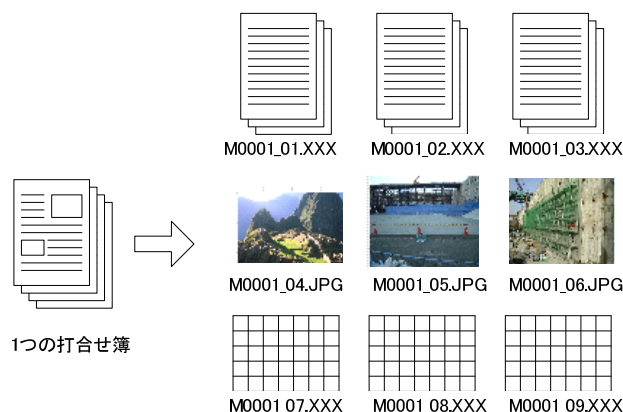 M0001_01.XXX
M0001_02.XXX
M0001_03.XXX
M0001_04.JPG
M0001_05.JPG
M0001_06.JPG
1つの打合せ簿
M0001 07.XXX
M0001 08.XXX
M0001 09.XXX